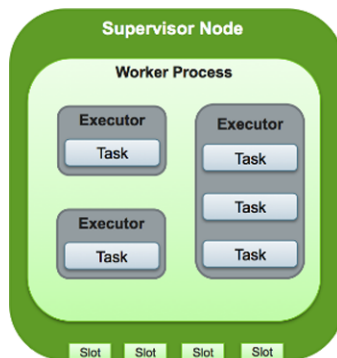 Supervisor Node
Worker Process
Executor
Task
Executor
Task
Executor
Task
Task
Task
Slot Slot Slot Slot